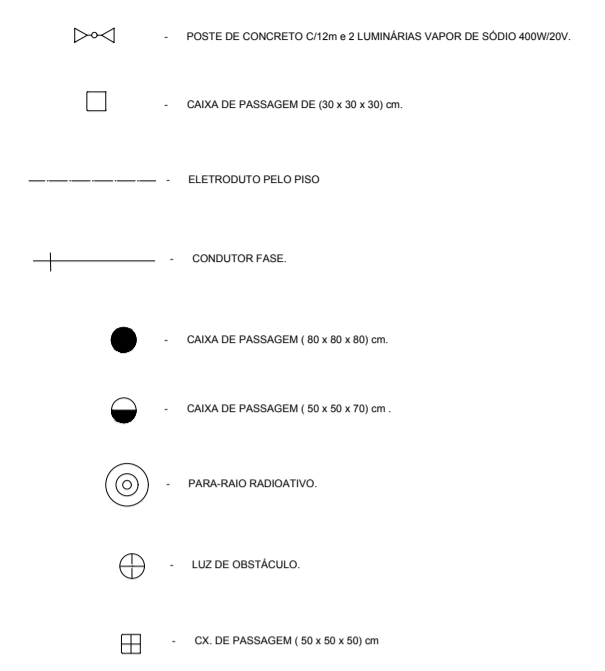 - POSTE DE CONCRETO C/12m e 2 LUMINÁRIAS VAPOR DE SÓDIO 400W/20V.
- CAIXA DE PASSAGEM DE (30 x 30 x 30) cm.
- ELETRODUTO PELO PISO
- CONDUTOR FASE.
- CAIXA DE PASSAGEM ( 80 x 80 x 80) cm.
- CAIXA DE PASSAGEM ( 50 x 50 x 70) cm .
- PARA-RAIO RADIOATIVO.
- LUZ DE OBSTÁCULO.
- CX. DE PASSAGEM ( 50 x 50 x 50) cm